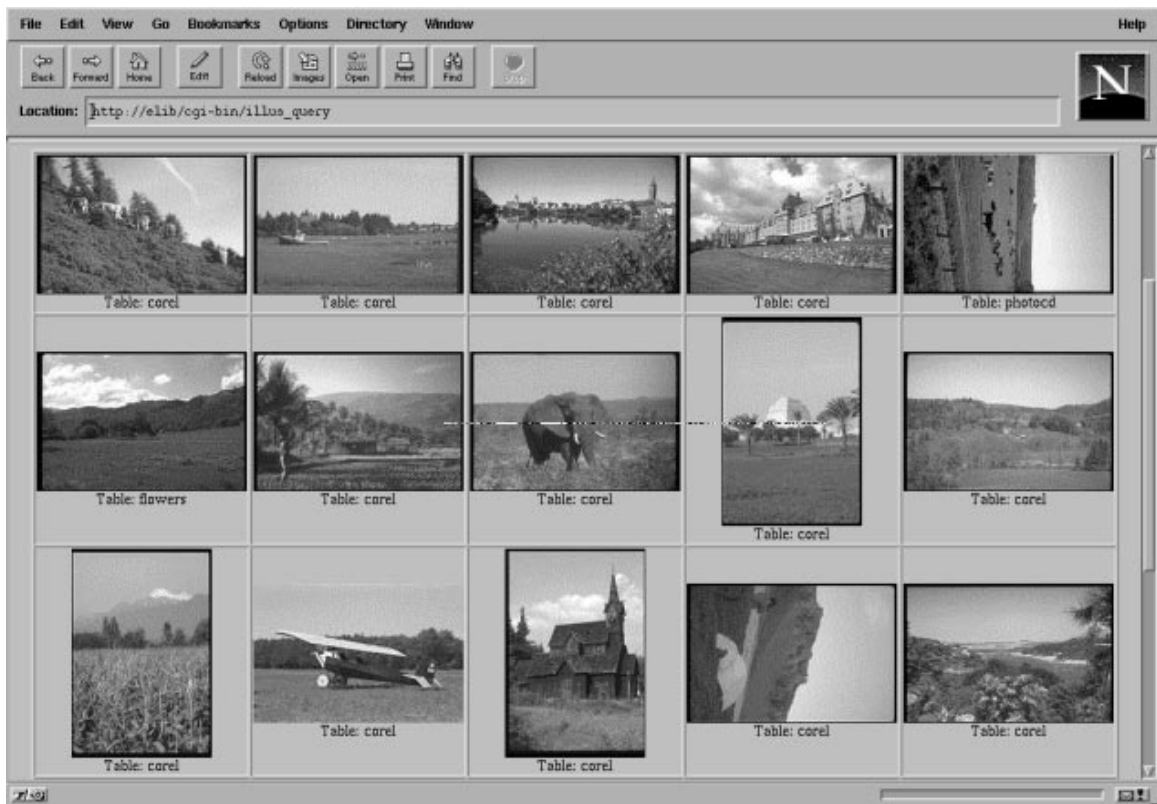 File Edit View Go Bookmarks Options Directory Window Help
Back Forward Home Edit Reload Images Open Print Find Stop
N
Location: http://elib/cgi-bin/illus_query
Table: corel Table: corel Table: corel Table: corel Table: photocd
Table: flowers Table: corel Table: corel Table: corel Table: corel
Table: corel Table: corel Table: corel Table: corel Table: corel